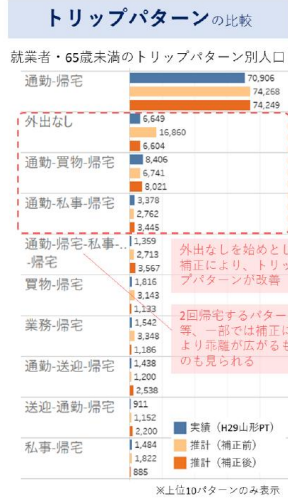 トリップパターンの比較
就業者・65歳未満のトリップパターン別人口
通勤-帰宅
70,906
74,268
74,249
外出なし
6,649
16,860
6,604
通勤-買物-帰宅
8,406
6,741
8,021
通勤-私事-帰宅
3,378
2,762
3,445
通勤-帰宅-私事-..
-帰宅
1,359
2,713
3,567
外出なしを始めとし
補正により、トリッ
プパターンが改善
買物-帰宅
1,816
3,143
1,133
業務-帰宅
1,542
3,348
1,186
2回帰宅するパター
等、一部では補正に
より乖離が広がるも
のも見られる
通勤-送迎-帰宅
1,438
1,200
2,538
送迎-通勤-帰宅
911
1,152
2,200
私事-帰宅
1,484
1,822
885
実績（H29山形PT）
推計（補正前）
推計（補正後）
※上位10パターンのみ表示